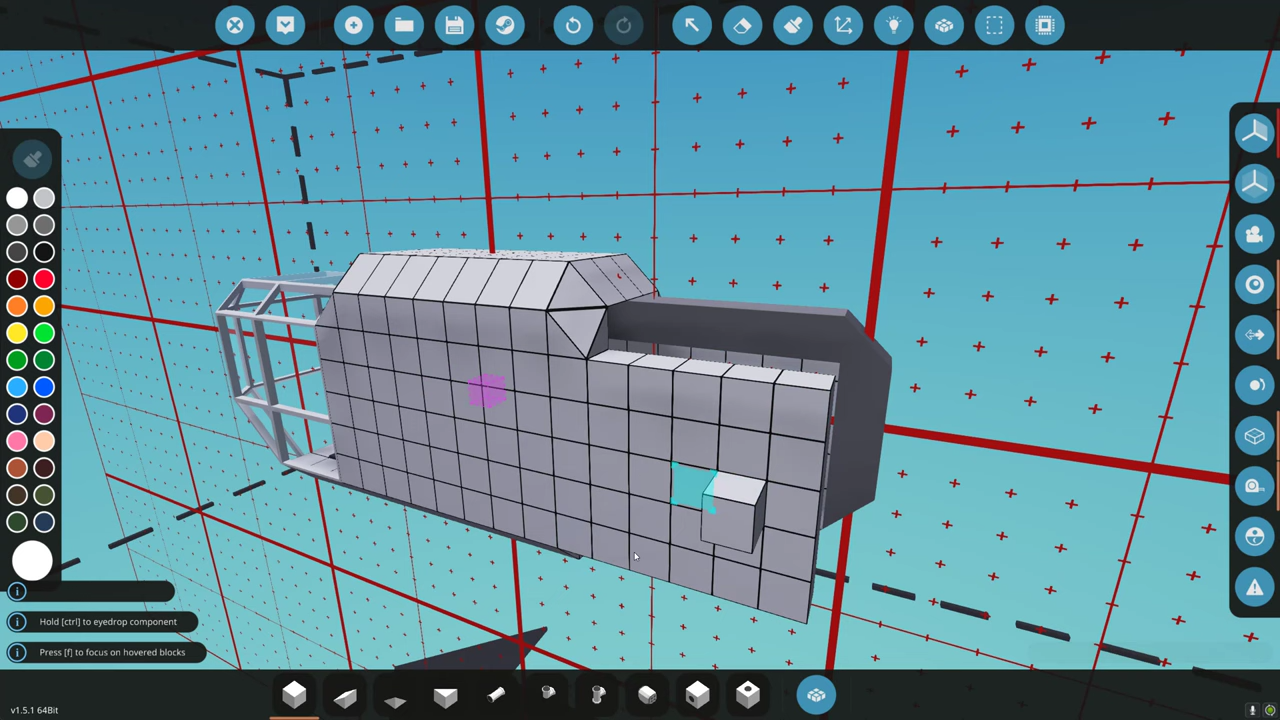 Hold [ctrl] to eyedrop component
Press [f] to focus on hovered blocks
v1.5.1 64Bit